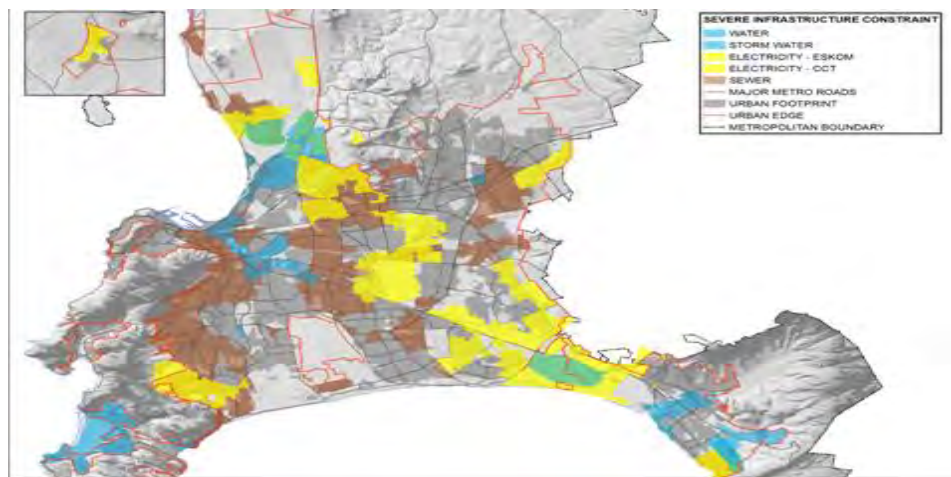 SEVERE INFRASTRUCTURE CONSTRAINT
WATER
STORM WATER
ELECTRICITY - ESKOM
ELECTRICITY - CCT
SEWER
MAJOR METRO ROADS
URBAN FOOTPRINT
URBAN EDGE
METROPOLITAN BOUNDARY